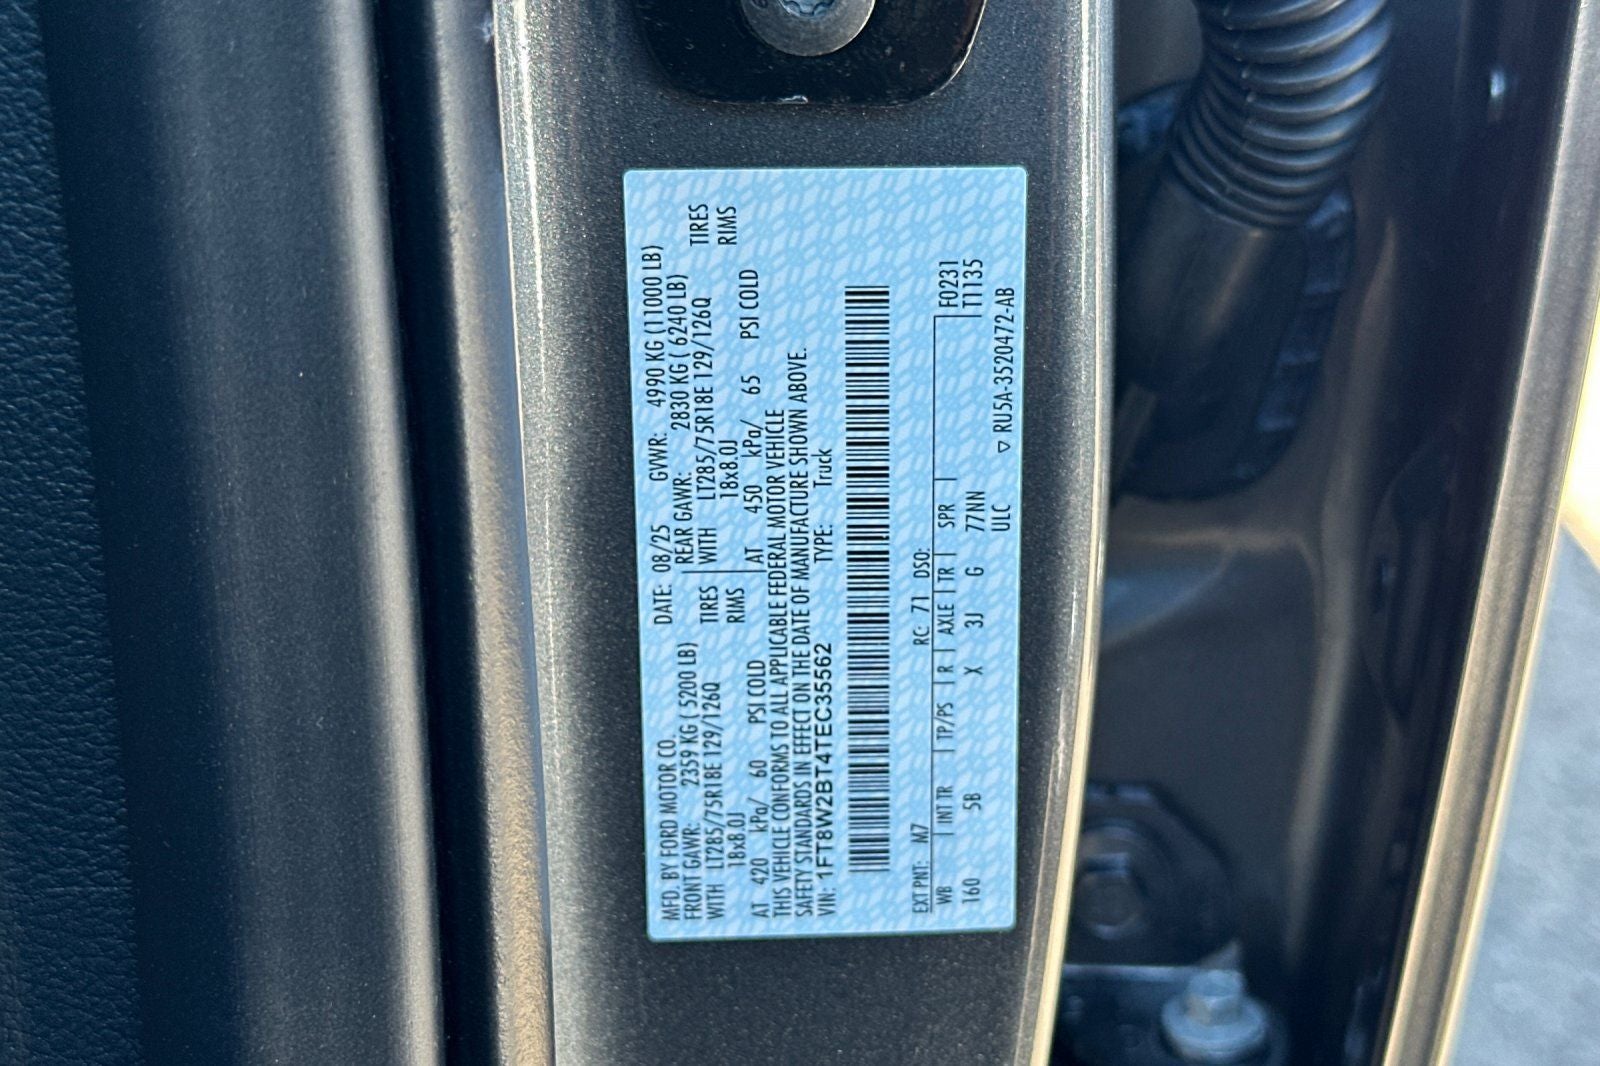 MFD. BY FORD MOTOR CO. DATE: 08/25 GVWR: 4990 KG (11000 LB)
FRONT GAWR: 2359 KG ( 5200 LB) REAR GAWR: 2830 KG ( 6240 LB)
WITH LT285/75R18E 129/126Q TIRES WITH LT285/75R18E 129/126Q TIRES
18x8.0J RIMS 18x8.0J RIMS
AT 420 kPa/ 60 PSI COLD AT 450 kPa/ 65 PSI COLD
THIS VEHICLE CONFORMS TO ALL APPLICABLE FEDERAL MOTOR VEHICLE
SAFETY STANDARDS IN EFFECT ON THE DATE OF MANUFACTURE SHOWN ABOVE.
VIN: 1FT8W2BT4TEC35562 TYPE: Truck
EXT PNT: M7 RC: 71 DSO: F0231
WB INT TR TP/PS R AXLE TR SPR T1135
160 5B X 3J G 77NN
ULC ▽ RU5A-3520472-AB